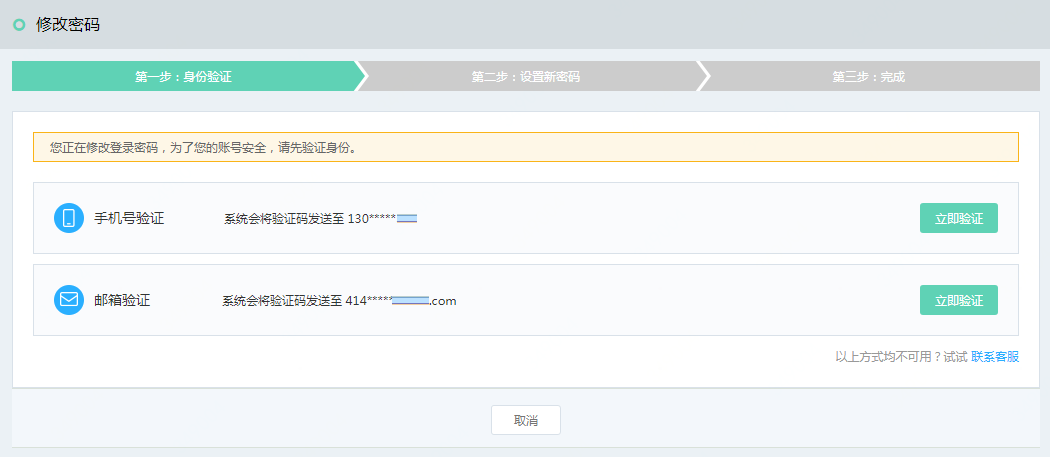 修改密码
第一步：身份验证 第二步：设置新密码 第三步：完成
您正在修改登录密码，为了您的账号安全，请先验证身份。
手机号验证 系统会将验证码发送至 130***** 立即验证
邮箱验证 系统会将验证码发送至 414***** .com 立即验证
以上方式均不可用？试试 联系客服
取消